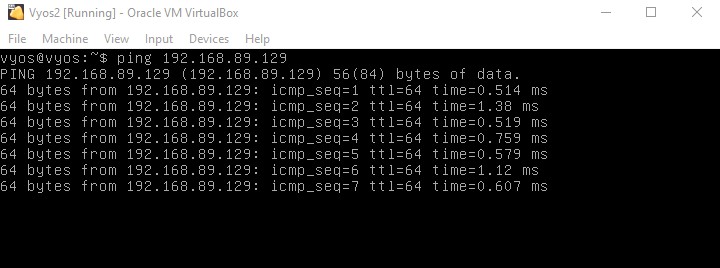 Vyos2 [Running] - Oracle VM VirtualBox
File Machine View Input Devices Help
vyos@vyos:~$ ping 192.168.89.129
PING 192.168.89.129 (192.168.89.129) 56(84) bytes of data.
64 bytes from 192.168.89.129: icmp_seq=1 ttl=64 time=0.514 ms
64 bytes from 192.168.89.129: icmp_seq=2 ttl=64 time=1.38 ms
64 bytes from 192.168.89.129: icmp_seq=3 ttl=64 time=0.519 ms
64 bytes from 192.168.89.129: icmp_seq=4 ttl=64 time=0.759 ms
64 bytes from 192.168.89.129: icmp_seq=5 ttl=64 time=0.579 ms
64 bytes from 192.168.89.129: icmp_seq=6 ttl=64 time=1.12 ms
64 bytes from 192.168.89.129: icmp_seq=7 ttl=64 time=0.607 ms